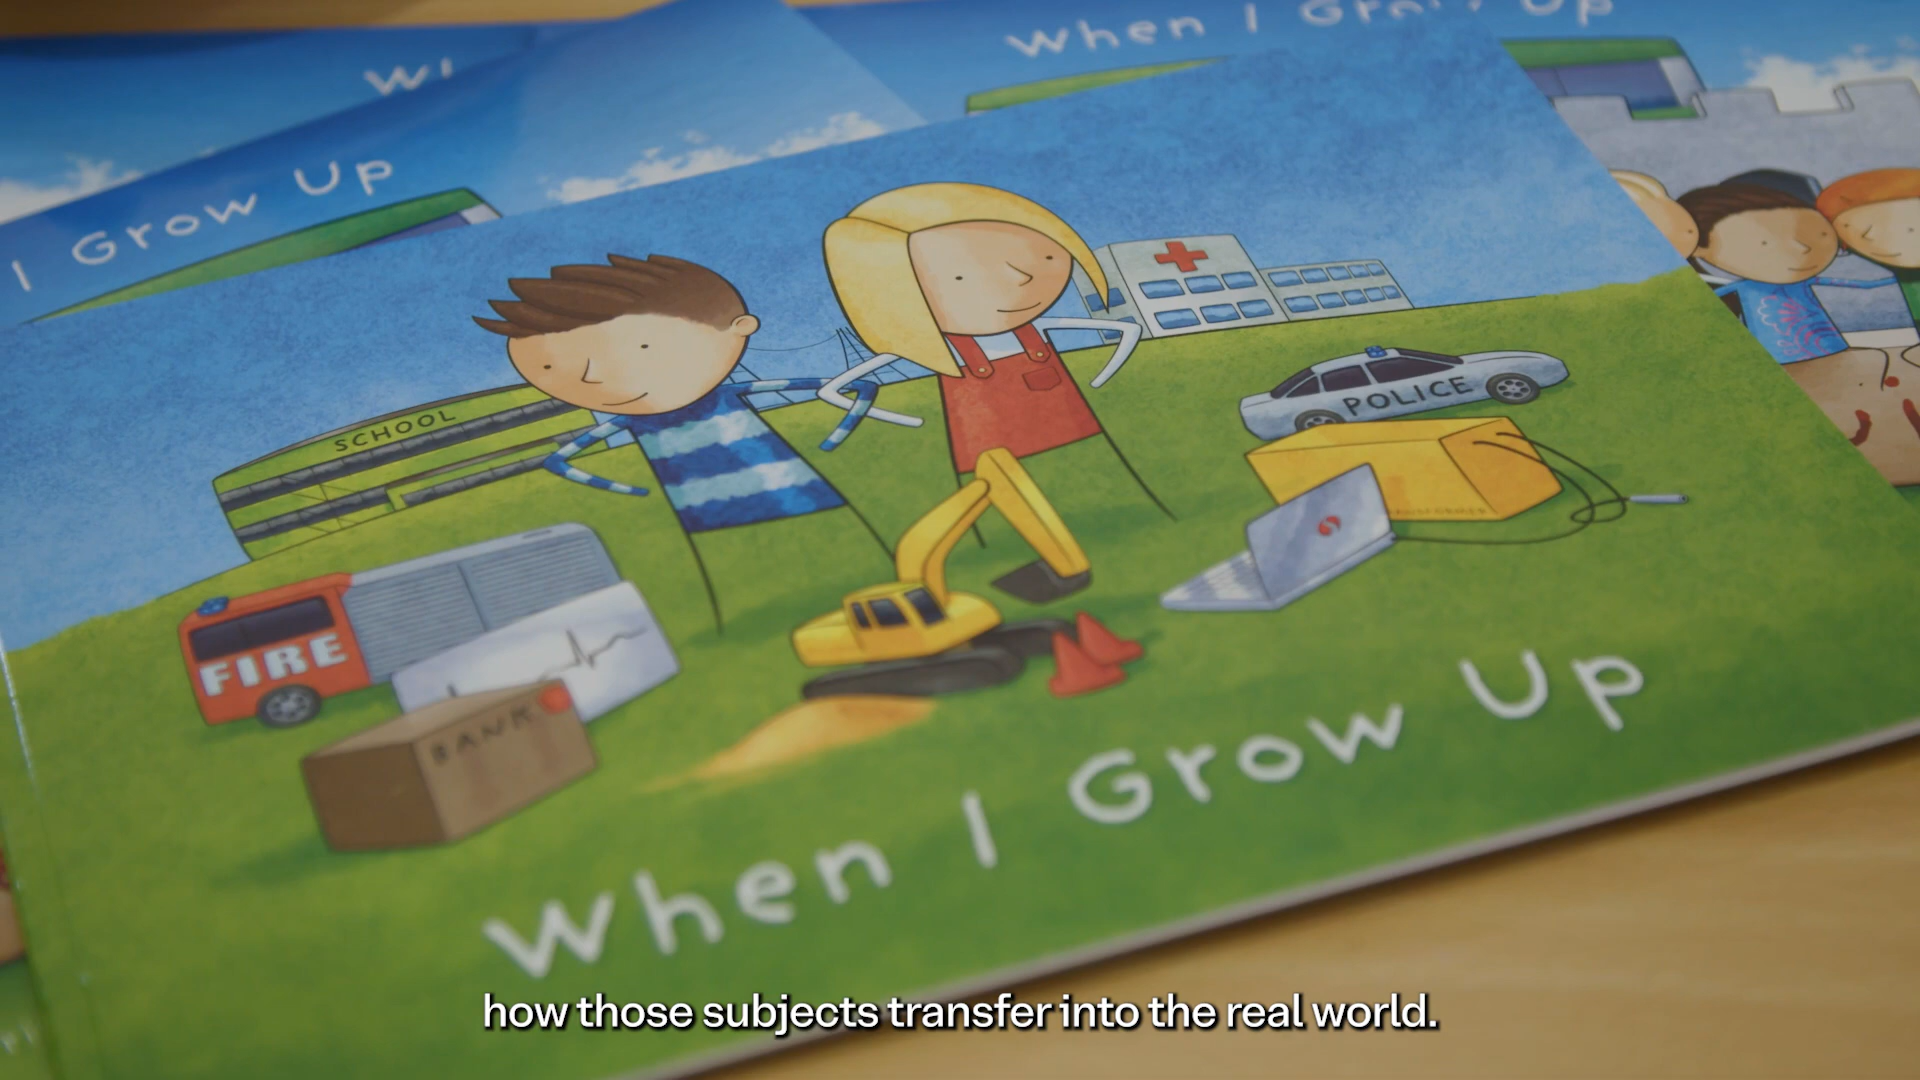 When I Grow Up
I Grow Up
SCHOOL
POLICE
FIRE
BANK
When I Grow Up
how those subjects transfer into the real world.